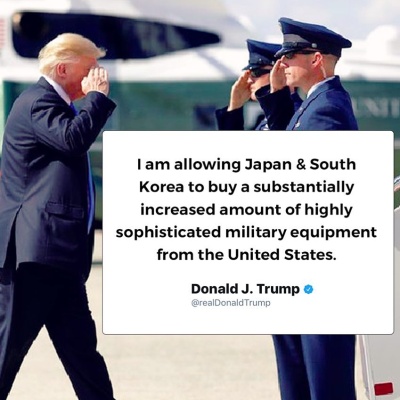 I am allowing Japan & South
Korea to buy a substantially
increased amount of highly
sophisticated military equipment
from the United States.
Donald J. Trump
@realDonaldTrump